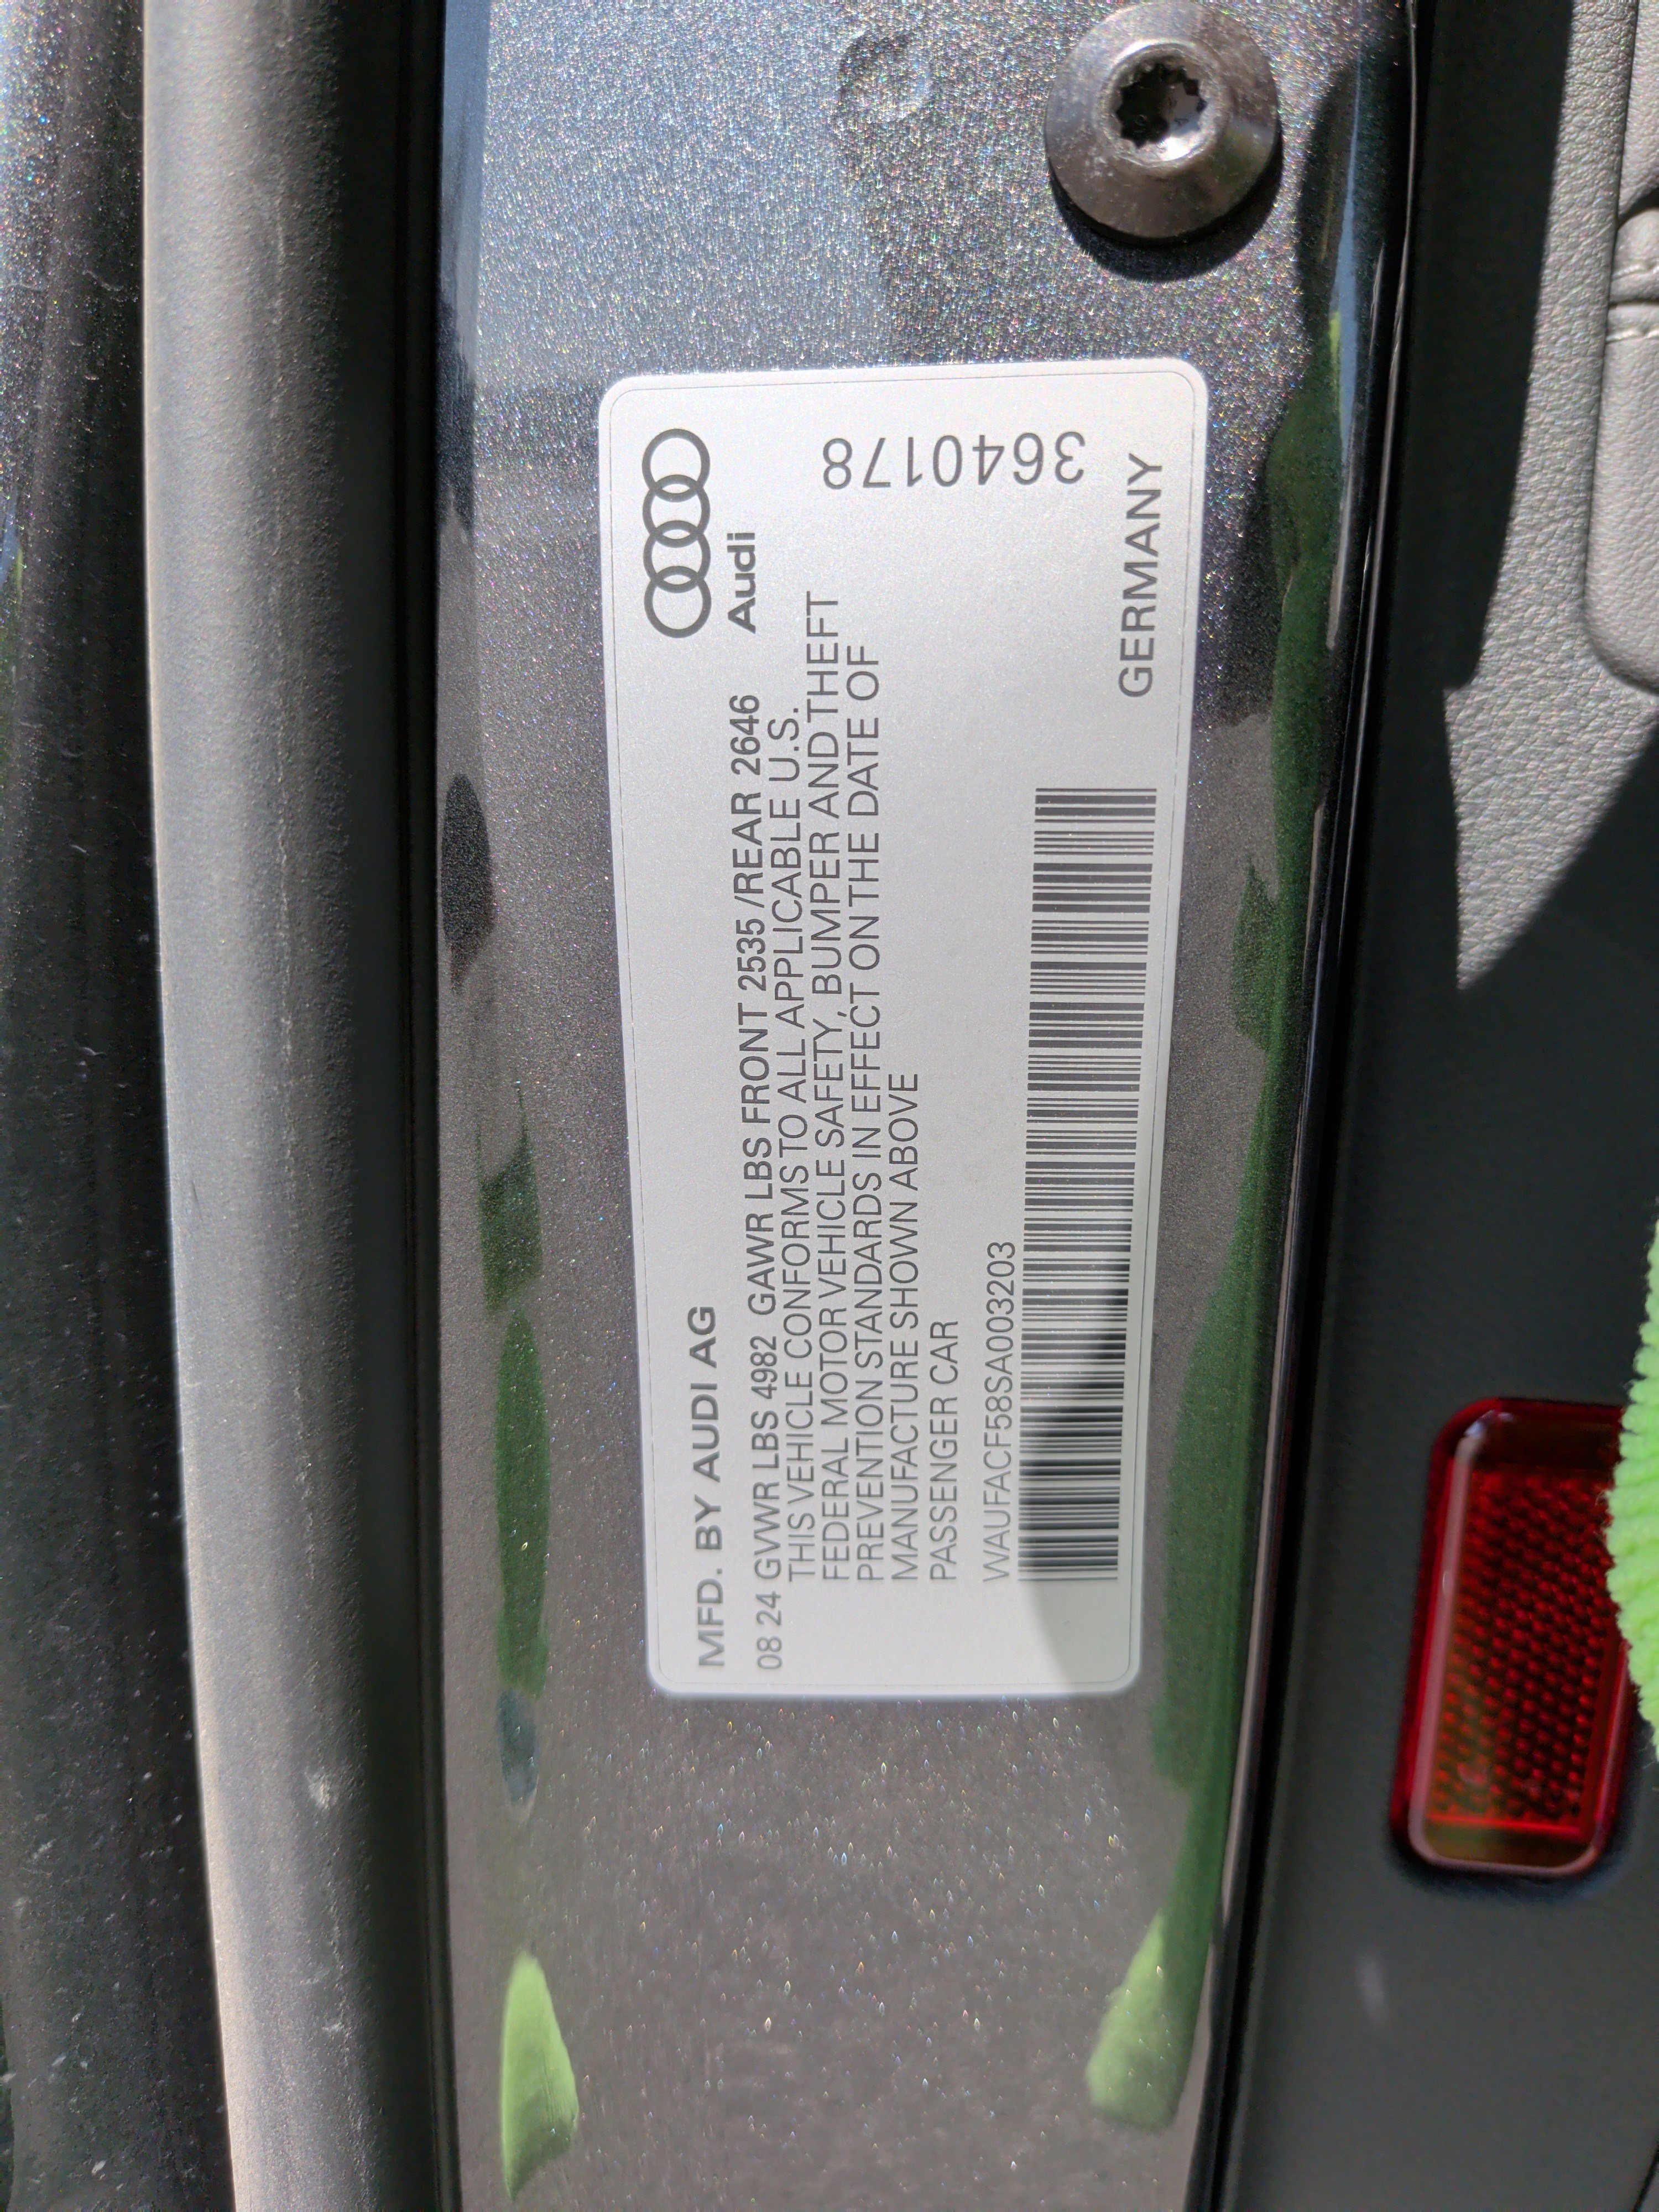 MFD. BY AUDI AG
Audi
08 24 GVWR LBS 4982 GAWR LBS FRONT 2535 /REAR 2646
THIS VEHICLE CONFORMS TO ALL APPLICABLE U.S.
FEDERAL MOTOR VEHICLE SAFETY, BUMPER AND THEFT
PREVENTION STANDARDS IN EFFECT ON THE DATE OF
MANUFACTURE SHOWN ABOVE
PASSENGER CAR
3640178
WAUFACF58SA003203
GERMANY